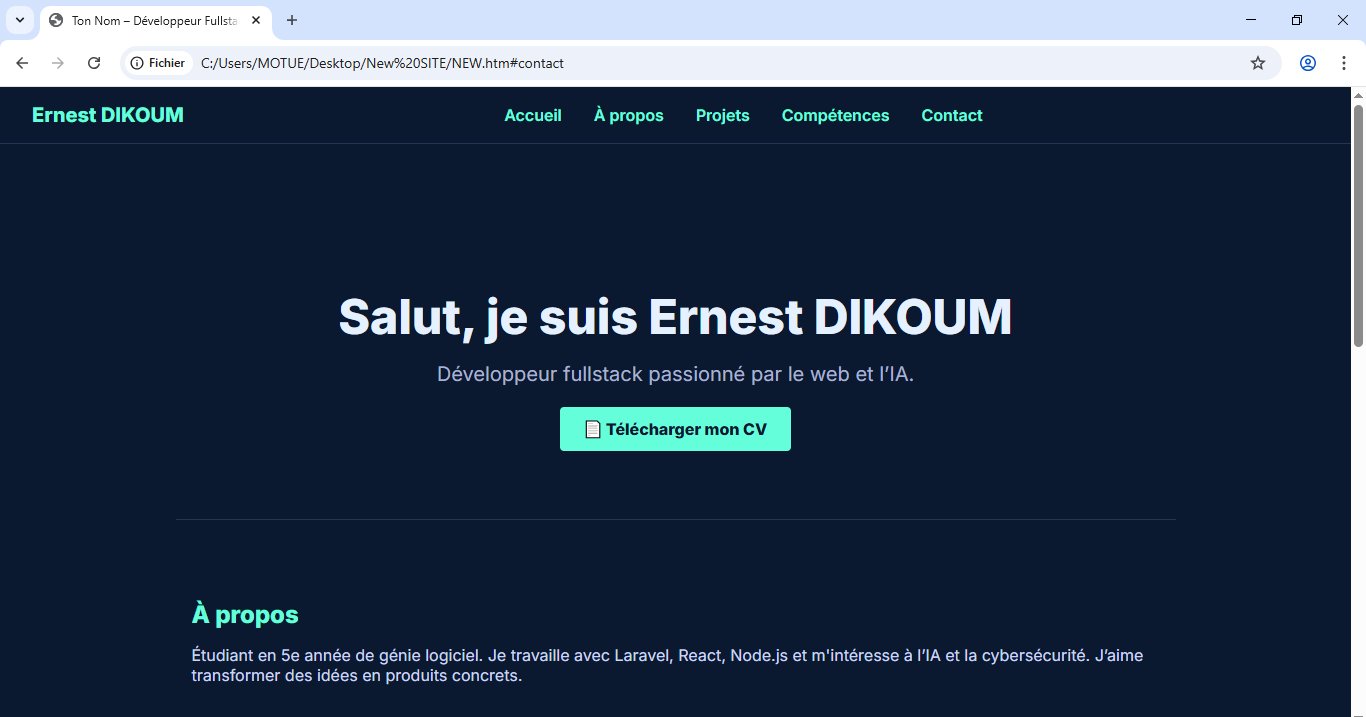 Ton Nom – Développeur Fullsta
Fichier
C:/Users/MOTUE/Desktop/New%20SITE/NEW.htm#contact
Ernest DIKOUM
Accueil
À propos
Projets
Compétences
Contact
Salut, je suis Ernest DIKOUM
Développeur fullstack passionné par le web et l’IA.
Télécharger mon CV
À propos
Étudiant en 5e année de génie logiciel. Je travaille avec Laravel, React, Node.js et m'intéresse à l’IA et la cybersécurité. J’aime
transformer des idées en produits concrets.